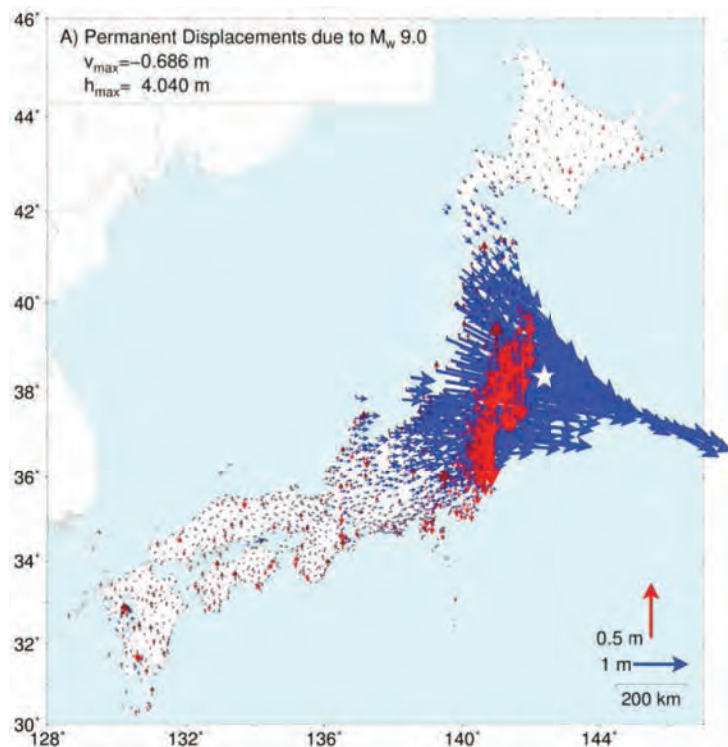 A) Permanent Displacements due to Mw 9.0
vmax=−0.686 m
hmax= 4.040 m
46˚
44˚
42˚
40˚
38˚
36˚
34˚
32˚
30˚
0.5 m
1 m
200 km
128˚
132˚
136˚
140˚
144˚